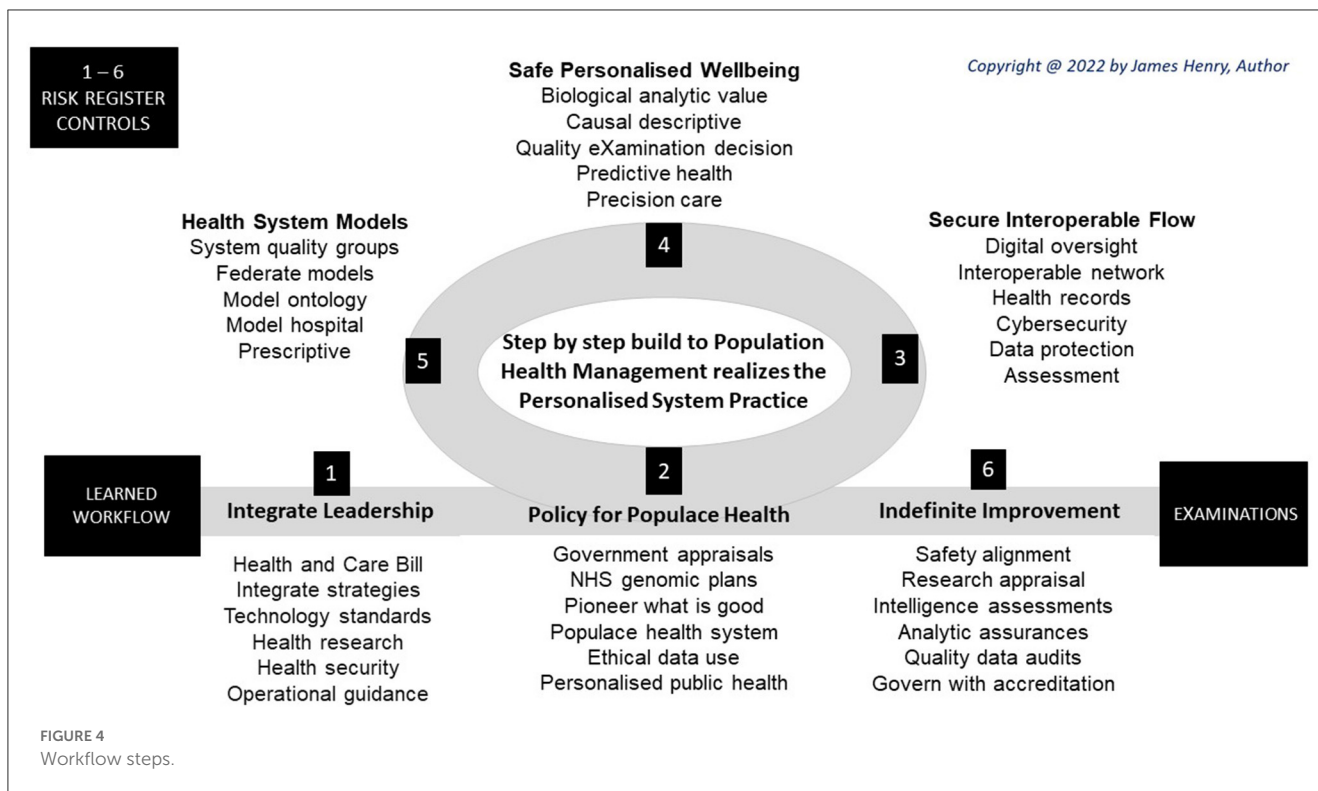 1 – 6
RISK REGISTER
CONTROLS
Copyright @ 2022 by James Henry, Author
Safe Personalised Wellbeing
Biological analytic value
Causal descriptive
Quality eXamination decision
Predictive health
Precision care
4
Health System Models
System quality groups
Federate models
Model ontology
Model hospital
Prescriptive
5
Secure Interoperable Flow
Digital oversight
Interoperable network
Health records
Cybersecurity
Data protection
Assessment
3
Step by step build to Population
Health Management realizes the
Personalised System Practice
LEARNED
WORKFLOW
1
Integrate Leadership
Health and Care Bill
Integrate strategies
Technology standards
Health research
Health security
Operational guidance
2
Policy for Populace Health
Government appraisals
NHS genomic plans
Pioneer what is good
Populace health system
Ethical data use
Personalised public health
6
Indefinite Improvement
Safety alignment
Research appraisal
Intelligence assessments
Analytic assurances
Quality data audits
Govern with accreditation
EXAMINATIONS
FIGURE 4
Workflow steps.